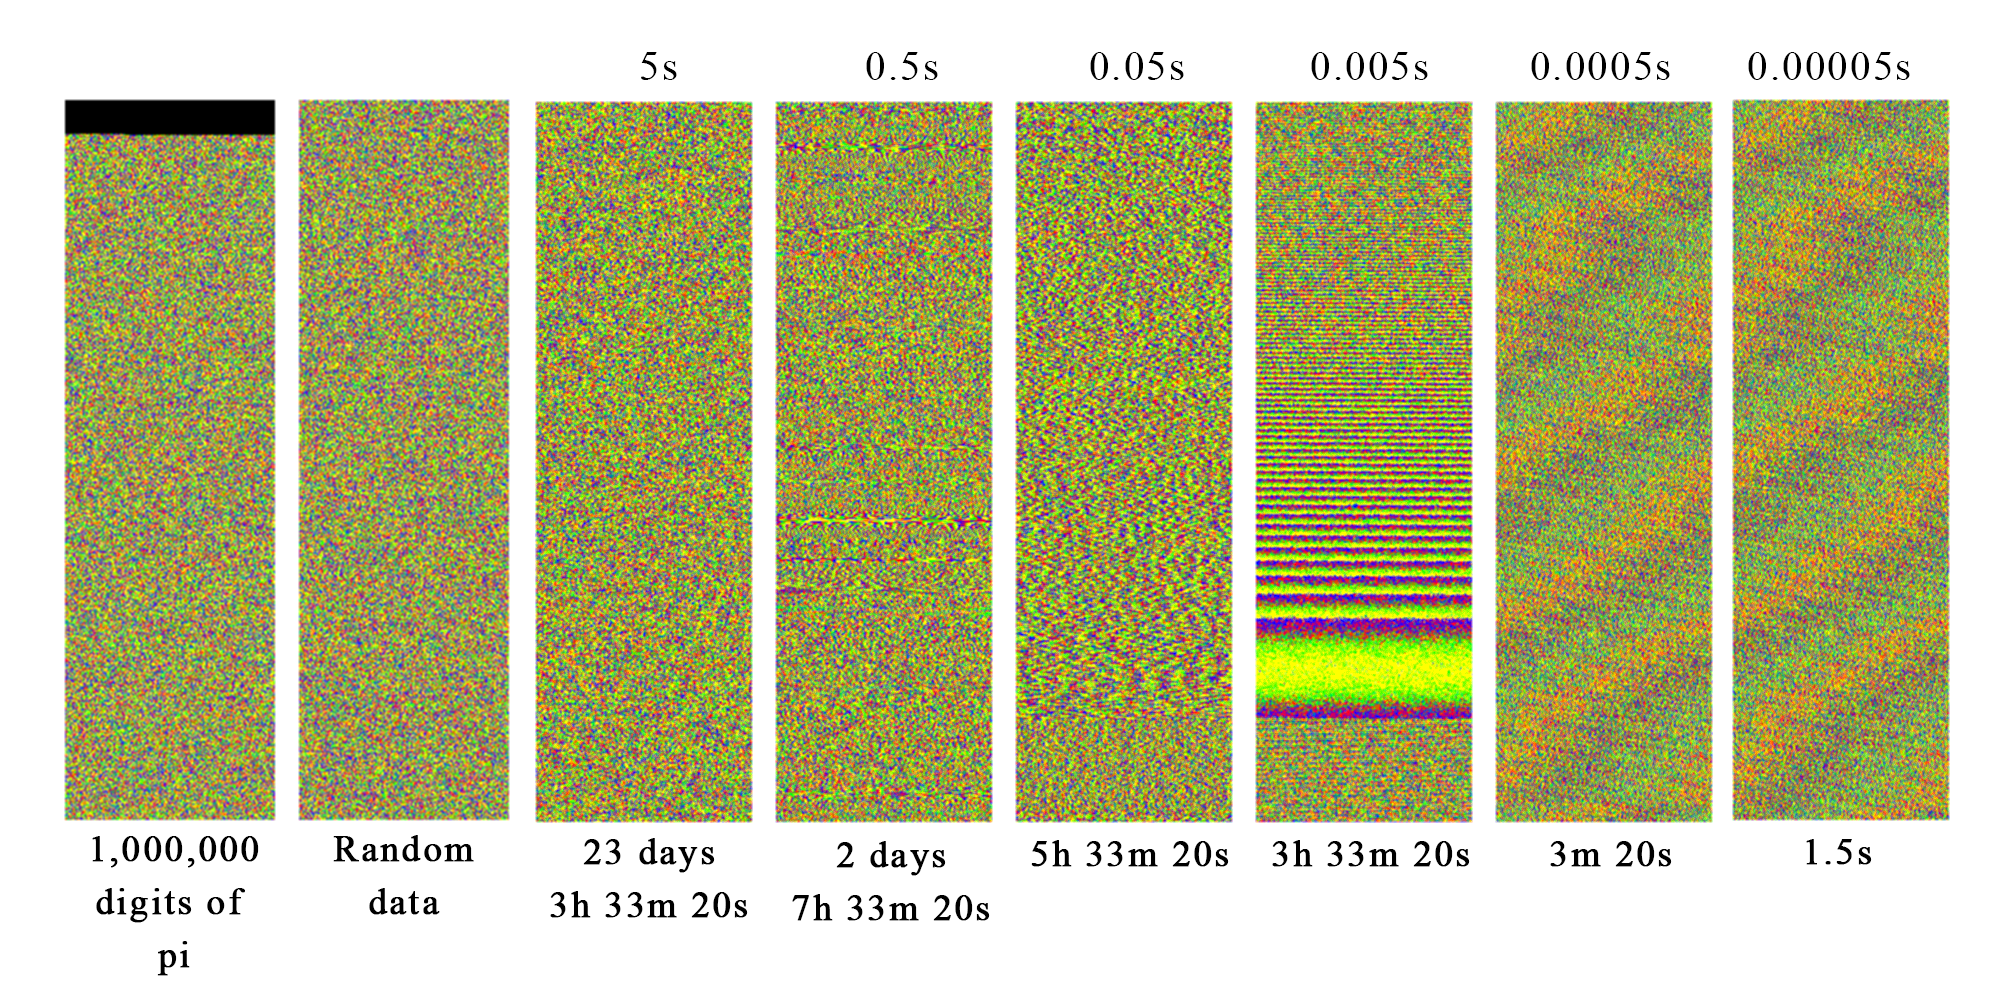 5s
0.5s
0.05s
0.005s
0.0005s
0.00005s
1,000,000
digits of
pi
Random
data
23 days
3h 33m 20s
2 days
7h 33m 20s
5h 33m 20s
3h 33m 20s
3m 20s
1.5s